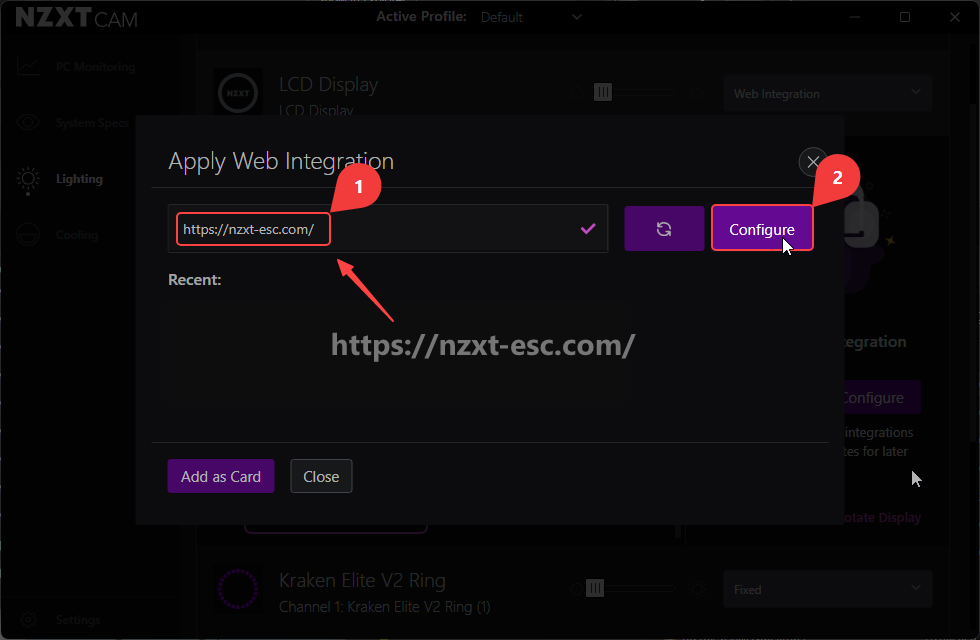 NZXT CAM
Active Profile: Default
PC Monitoring
System Specs
Lighting
Cooling
Settings
NZXT
LCD Display
LCD Display
Web Integration
Apply Web Integration
1
2
https://nzxt-esc.com/
Configure
Recent:
https://nzxt-esc.com/
egration
Configure
integrations
tes for later
otate Display
Add as Card
Close
Kraken Elite V2 Ring
Channel 1: Kraken Elite V2 Ring (1)
Fixed